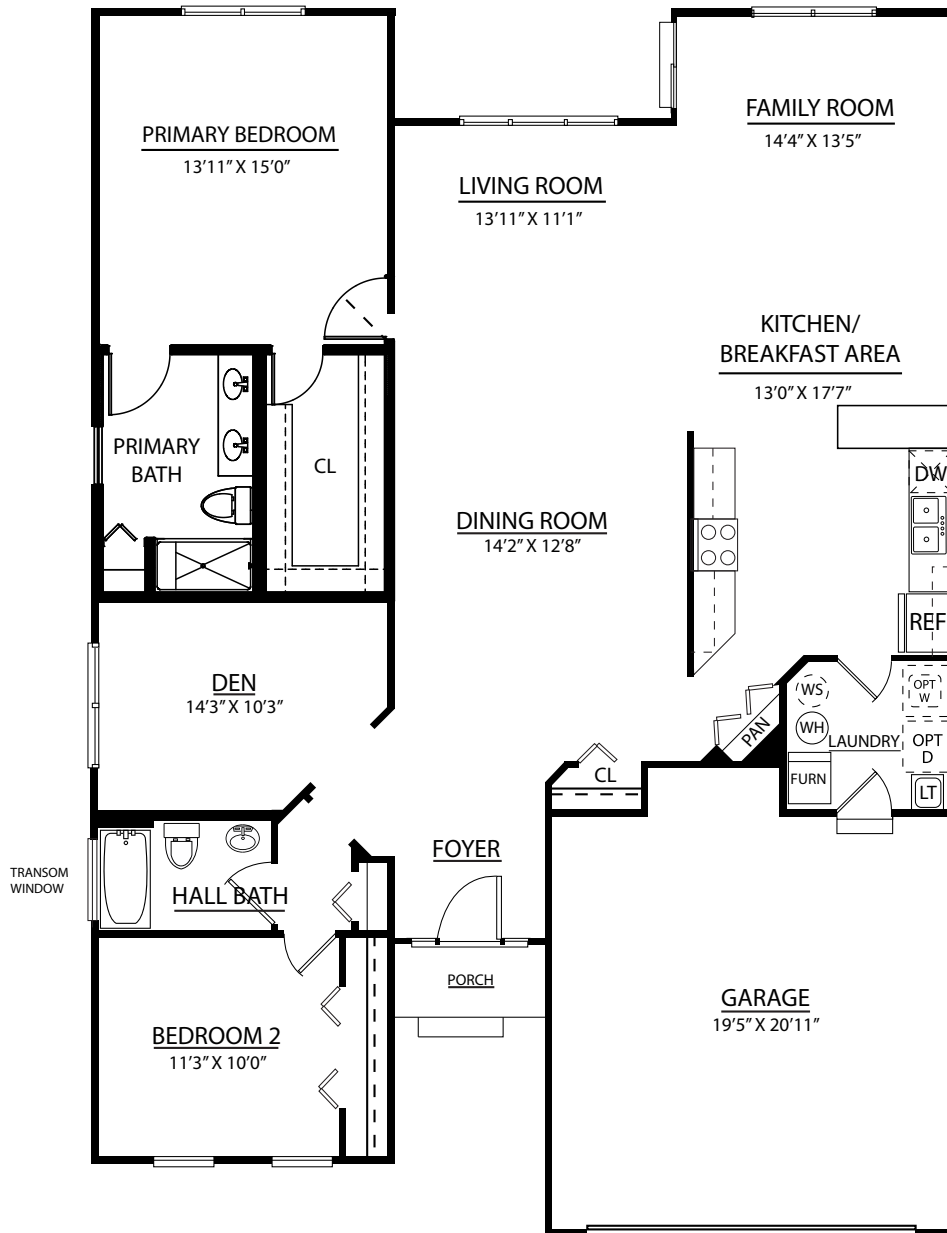 FAMILY ROOM
14’4” X 13’5”
PRIMARY BEDROOM
13’11” X 15’0”
LIVING ROOM
13’11” X 11’1”
KITCHEN/
BREAKFAST AREA
13’0” X 17’7”
PRIMARY
BATH
CL
DW
DINING ROOM
14’2” X 12’8”
REF
DEN
14’3” X 10’3”
WS
OPT
W
WH
PAN
LAUNDRY
OPT
D
CL
FURN
LT
FOYER
TRANSOM
WINDOW
HALL BATH
PORCH
GARAGE
19’5” X 20’11”
BEDROOM 2
11’3” X 10’0”